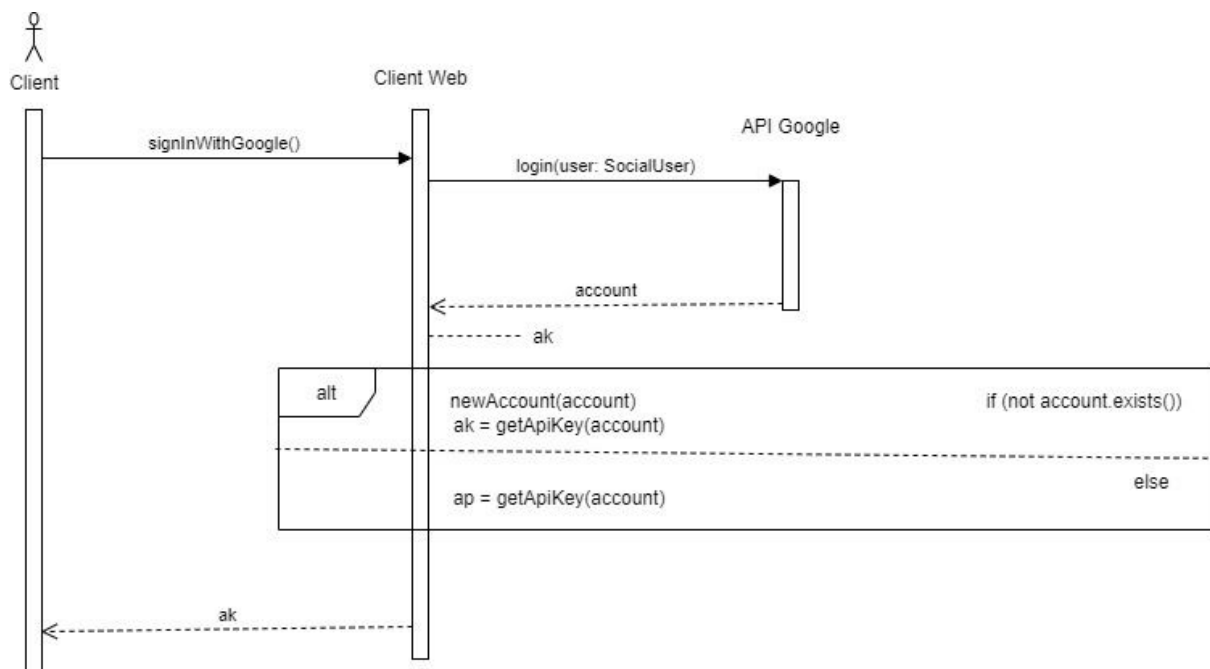 Client
Client Web
API Google
signInWithGoogle()
login(user: SocialUser)
account
ak
alt
newAccount(account)
if (not account.exists())
ak = getApiKey(account)
else
ap = getApiKey(account)
ak